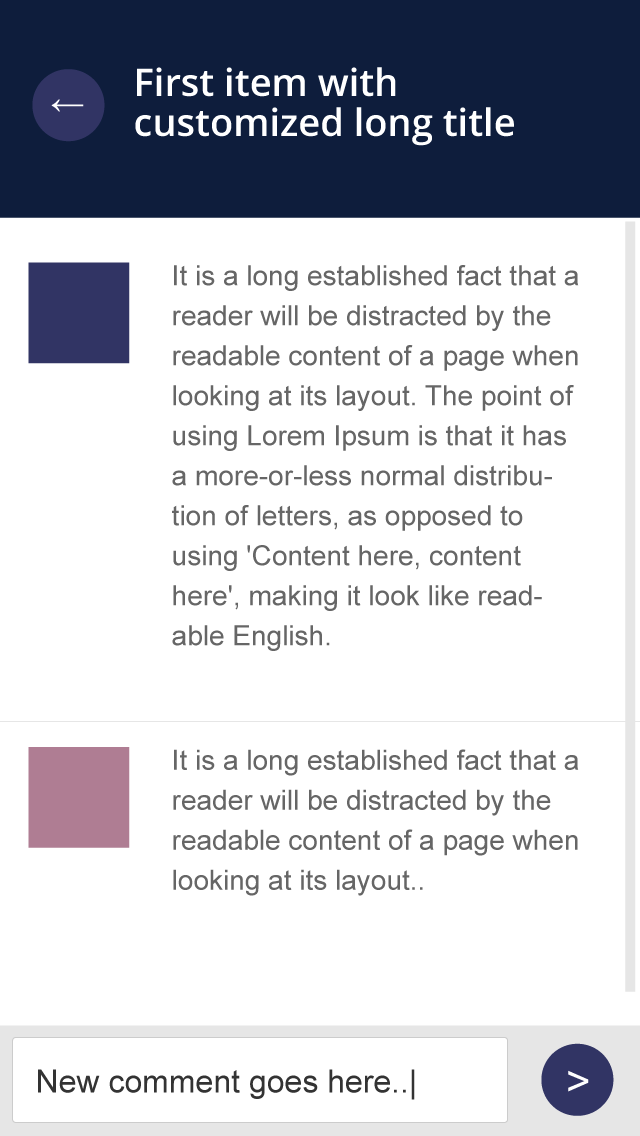 ←
First item with
customized long title
It is a long established fact that a
reader will be distracted by the
readable content of a page when
looking at its layout. The point of
using Lorem Ipsum is that it has
a more-or-less normal distribu-
tion of letters, as opposed to
using 'Content here, content
here', making it look like read-
able English.
It is a long established fact that a
reader will be distracted by the
readable content of a page when
looking at its layout..
New comment goes here..|
>